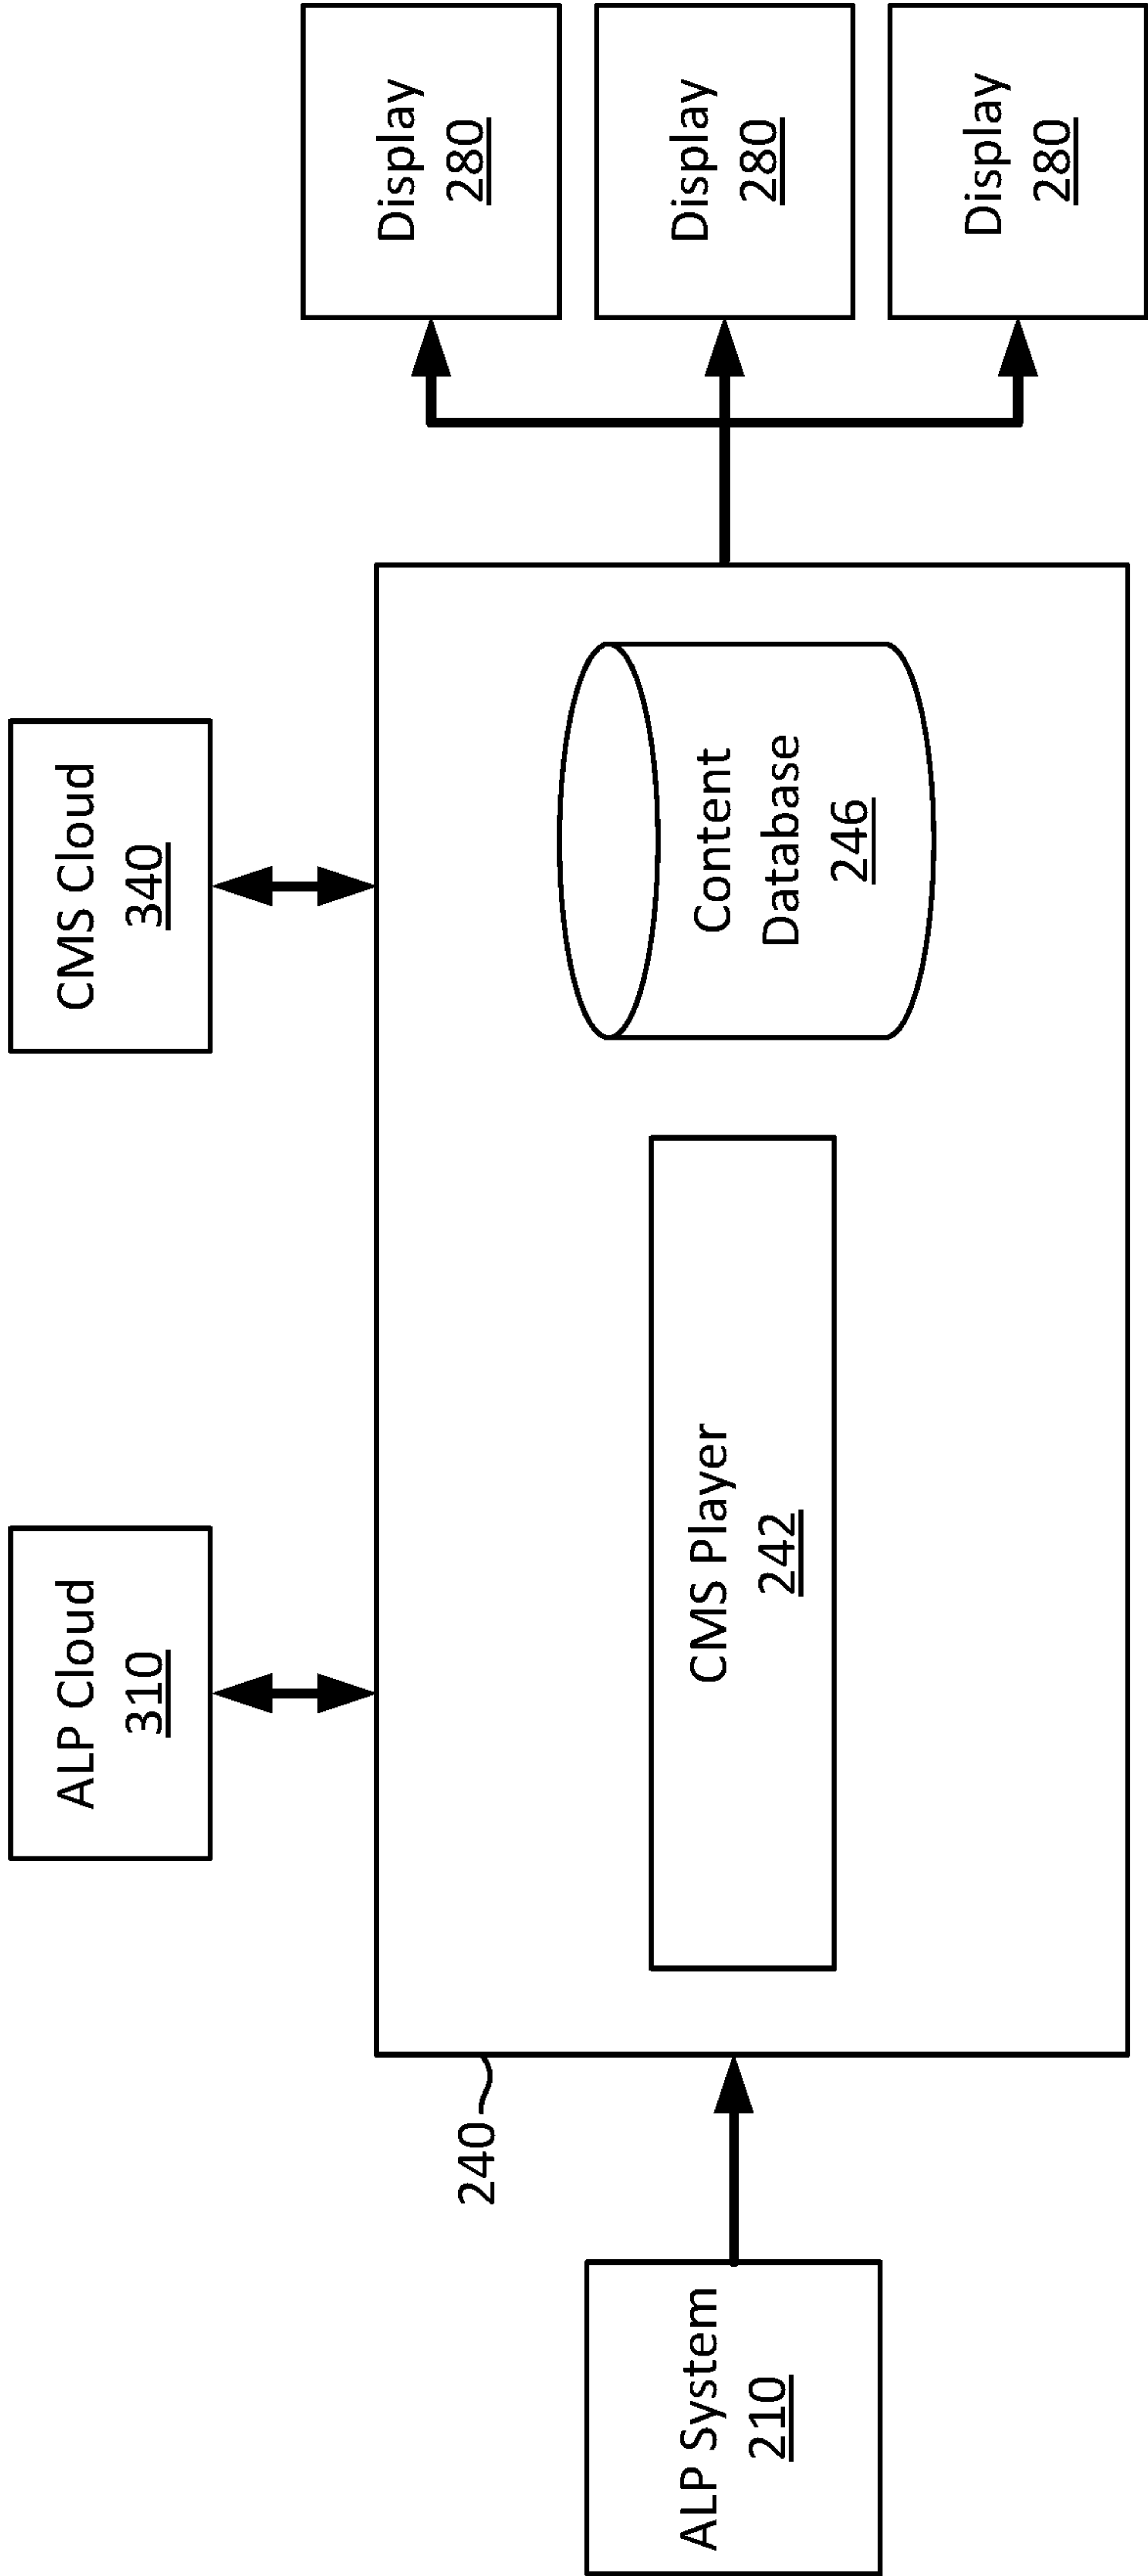 ALP Cloud
310
CMS Cloud
340
240
ALP System
210
CMS Player
242
Content
Database
246
Display
280
Display
280
Display
280